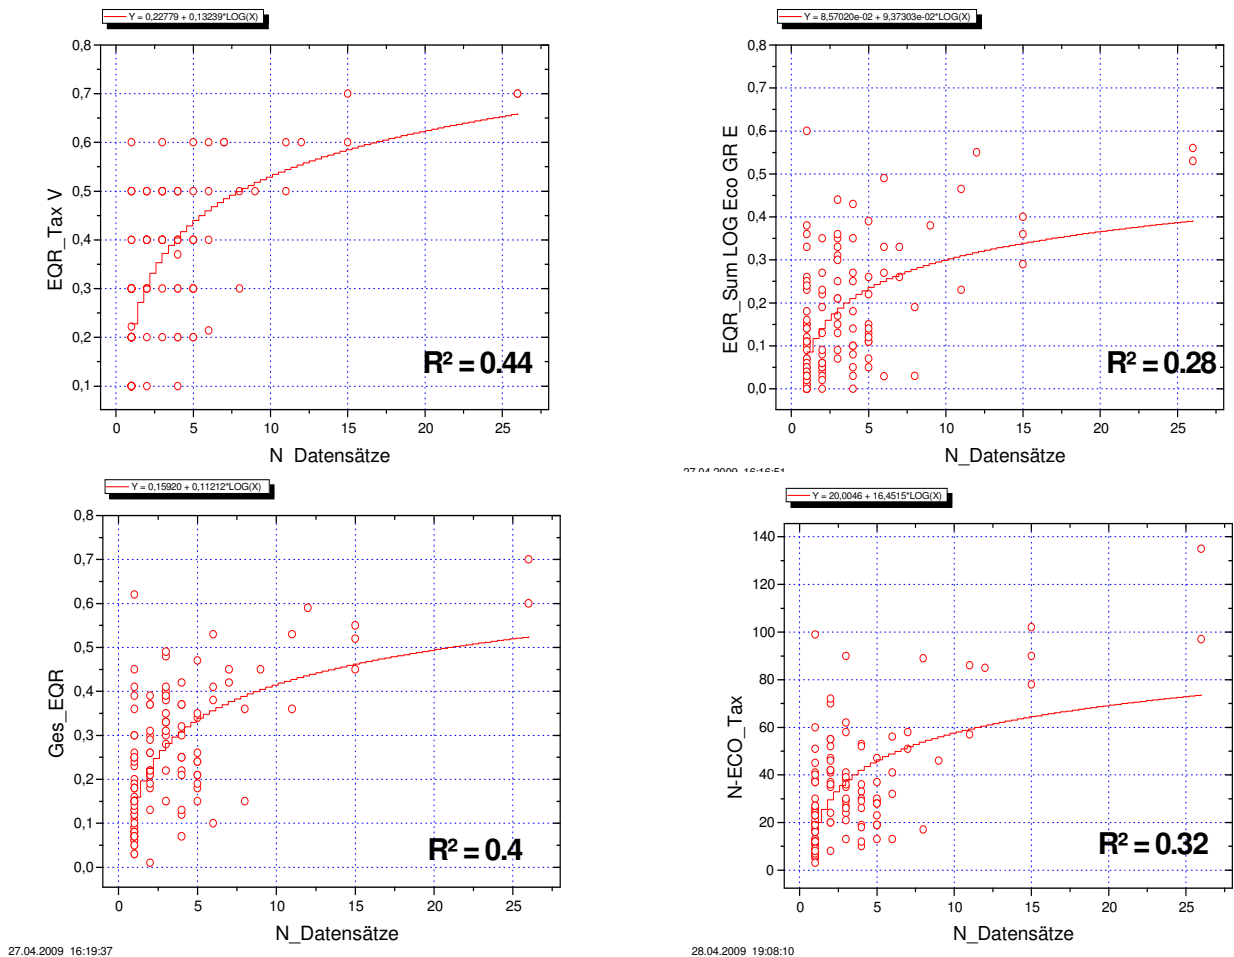 Y = 0,22779 + 0,13239*LOG(X)
0,8
0,7
0,6
0,5
0,4
0,3
0,2
0,1
EQR_Tax V
R² = 0.44
0 5 10 15 20 25
N_Datensätze
Y = 8,57020e-02 + 9,37303e-02*LOG(X)
0,8
0,7
0,6
0,5
0,4
0,3
0,2
0,1
0,0
EQR_Sum LOG Eco GR E
R² = 0.28
0 5 10 15 20 25
N_Datensätze
27.04.2009 16:16:51
Y = 0,15920 + 0,11212*LOG(X)
0,8
0,7
0,6
0,5
0,4
0,3
0,2
0,1
0,0
Ges_EQR
R² = 0.4
0 5 10 15 20 25
N_Datensätze
27.04.2009 16:19:37
Y = 20,0046 + 16,4515*LOG(X)
140
120
100
80
60
40
20
0
N-ECO_Tax
R² = 0.32
0 5 10 15 20 25
N_Datensätze
28.04.2009 19:08:10